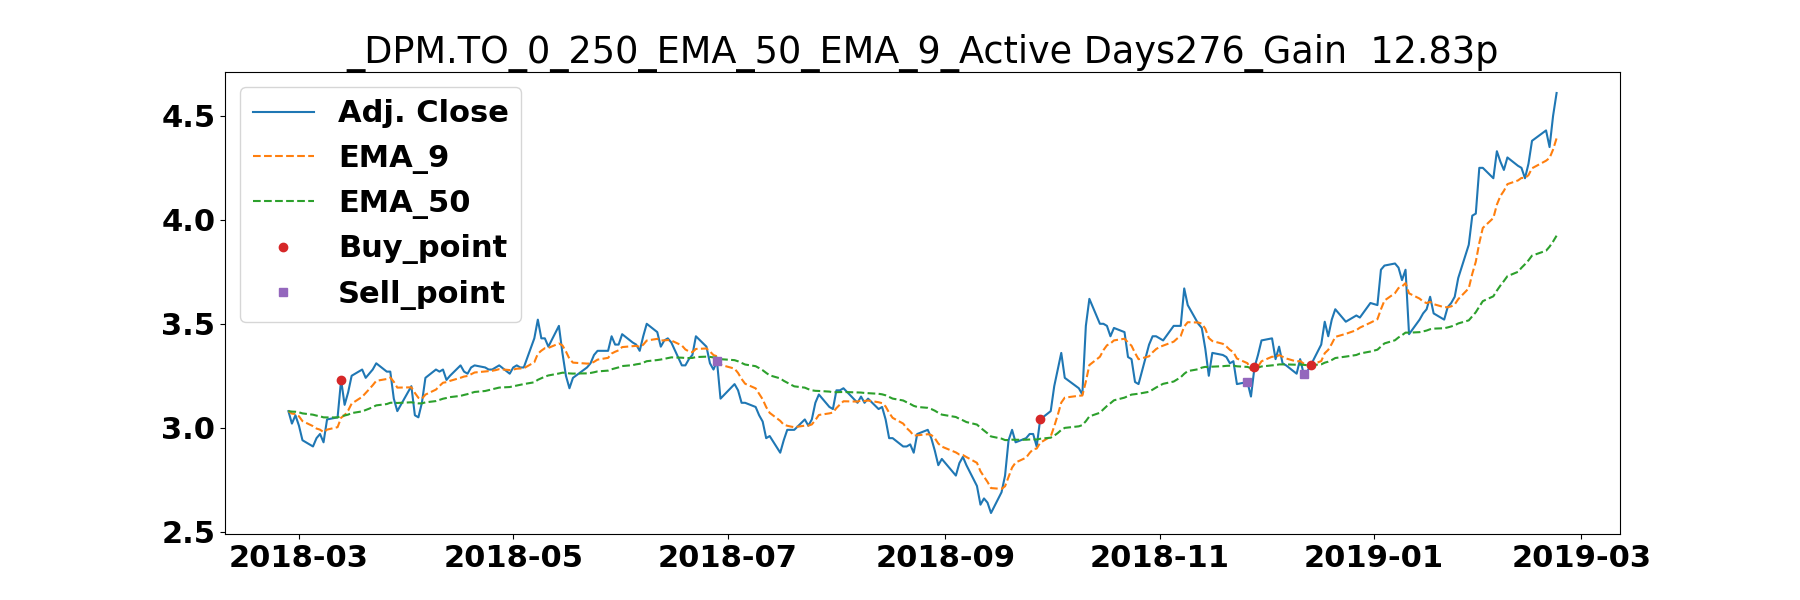 _DPM.TO_0_250_EMA_50_EMA_9_Active Days276_Gain  12.83p
Adj. Close
EMA_9
EMA_50
Buy_point
Sell_point
4.5
4.0
3.5
3.0
2.5
2018-03 2018-05 2018-07 2018-09 2018-11 2019-01 2019-03